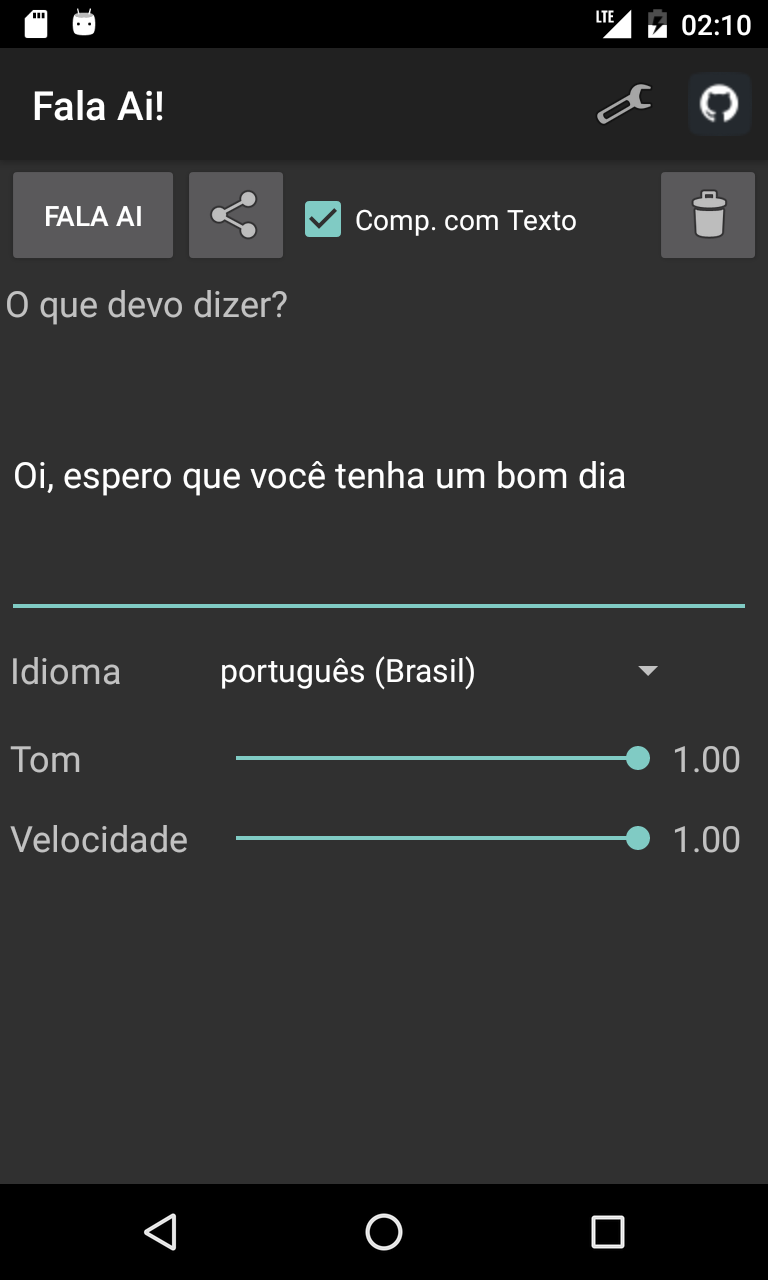 LTE 02:10
Fala Ai!
FALA AI Comp. com Texto
O que devo dizer?
Oi, espero que você tenha um bom dia
Idioma português (Brasil)
Tom 1.00
Velocidade 1.00